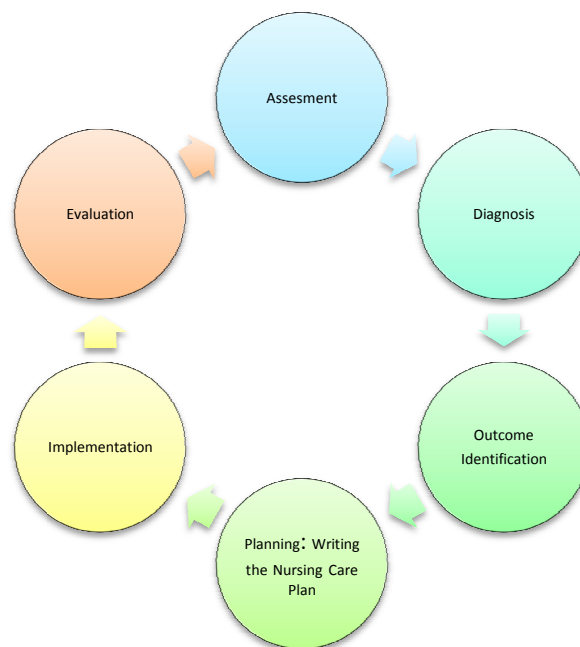 Assesment
Diagnosis
Outcome
Identification
Planning: Writing
the Nursing Care
Plan
Implementation
Evaluation